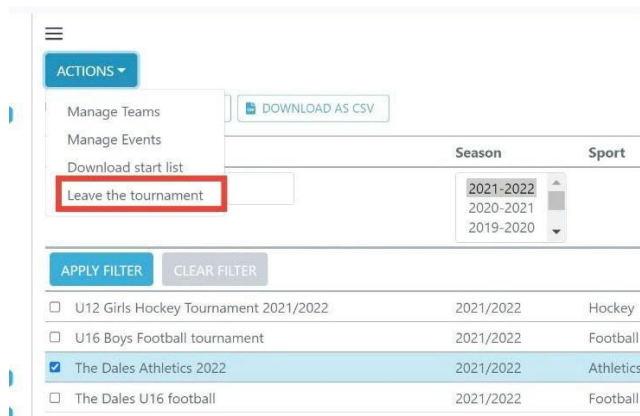 ACTIONS
Manage Teams
DOWNLOAD AS CSV
Manage Events
Download start list
Leave the tournament
Season
Sport
2021-2022
2020-2021
2019-2020
APPLY FILTER
CLEAR FILTER
U12 Girls Hockey Tournament 2021/2022 2021/2022 Hockey
U16 Boys Football tournament 2021/2022 Football
The Dales Athletics 2022 2021/2022 Athletics
The Dales U16 football 2021/2022 Football